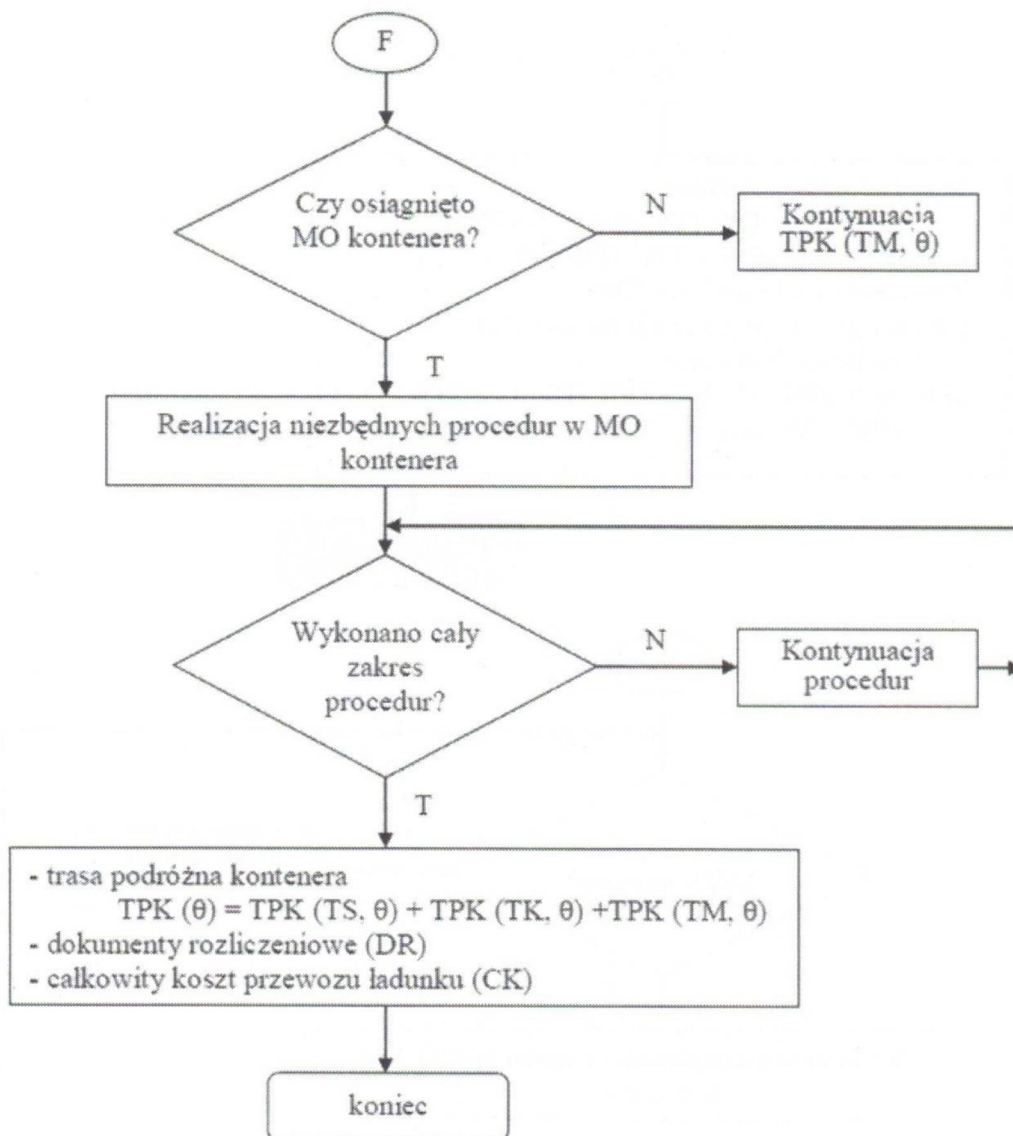 F
Czy osiągnięto
MO kontenera?
N
Kontynuacja
TPK (TM, θ)
T
Realizacja niezbędnych procedur w MO
kontenera
Wykonano cały
zakres
procedur?
N
Kontynuacja
procedur
T
- trasa podróżna kontenera
TPK (θ) = TPK (TS, θ) + TPK (TK, θ) +TPK (TM, θ)
- dokumenty rozliczeniowe (DR)
- całkowity koszt przewozu ładunku (CK)
koniec